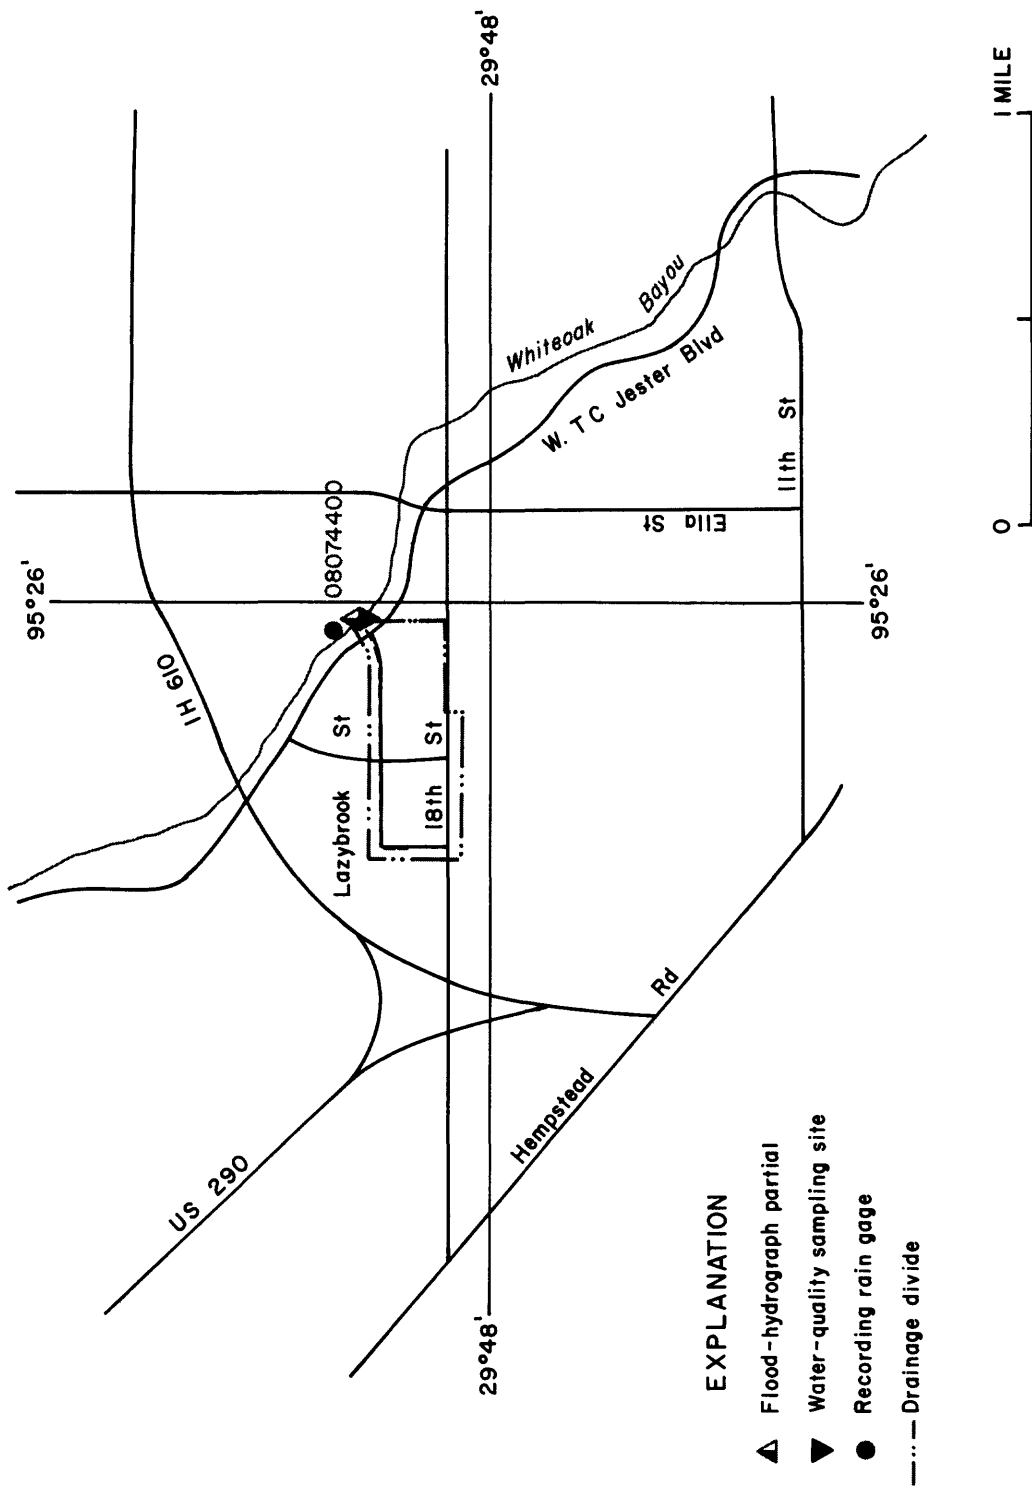 29°48'
95°26'
IH 610
08074400
Whiteoak Bayou
W. TC Jester Blvd
Lazybrook St
18th St
Ella St
11th St
95°26'
US 290
Hempstead Rd
29°48'
EXPLANATION
Flood-hydrograph partial
Water-quality sampling site
Recording rain gage
Drainage divide
0 1 MILE